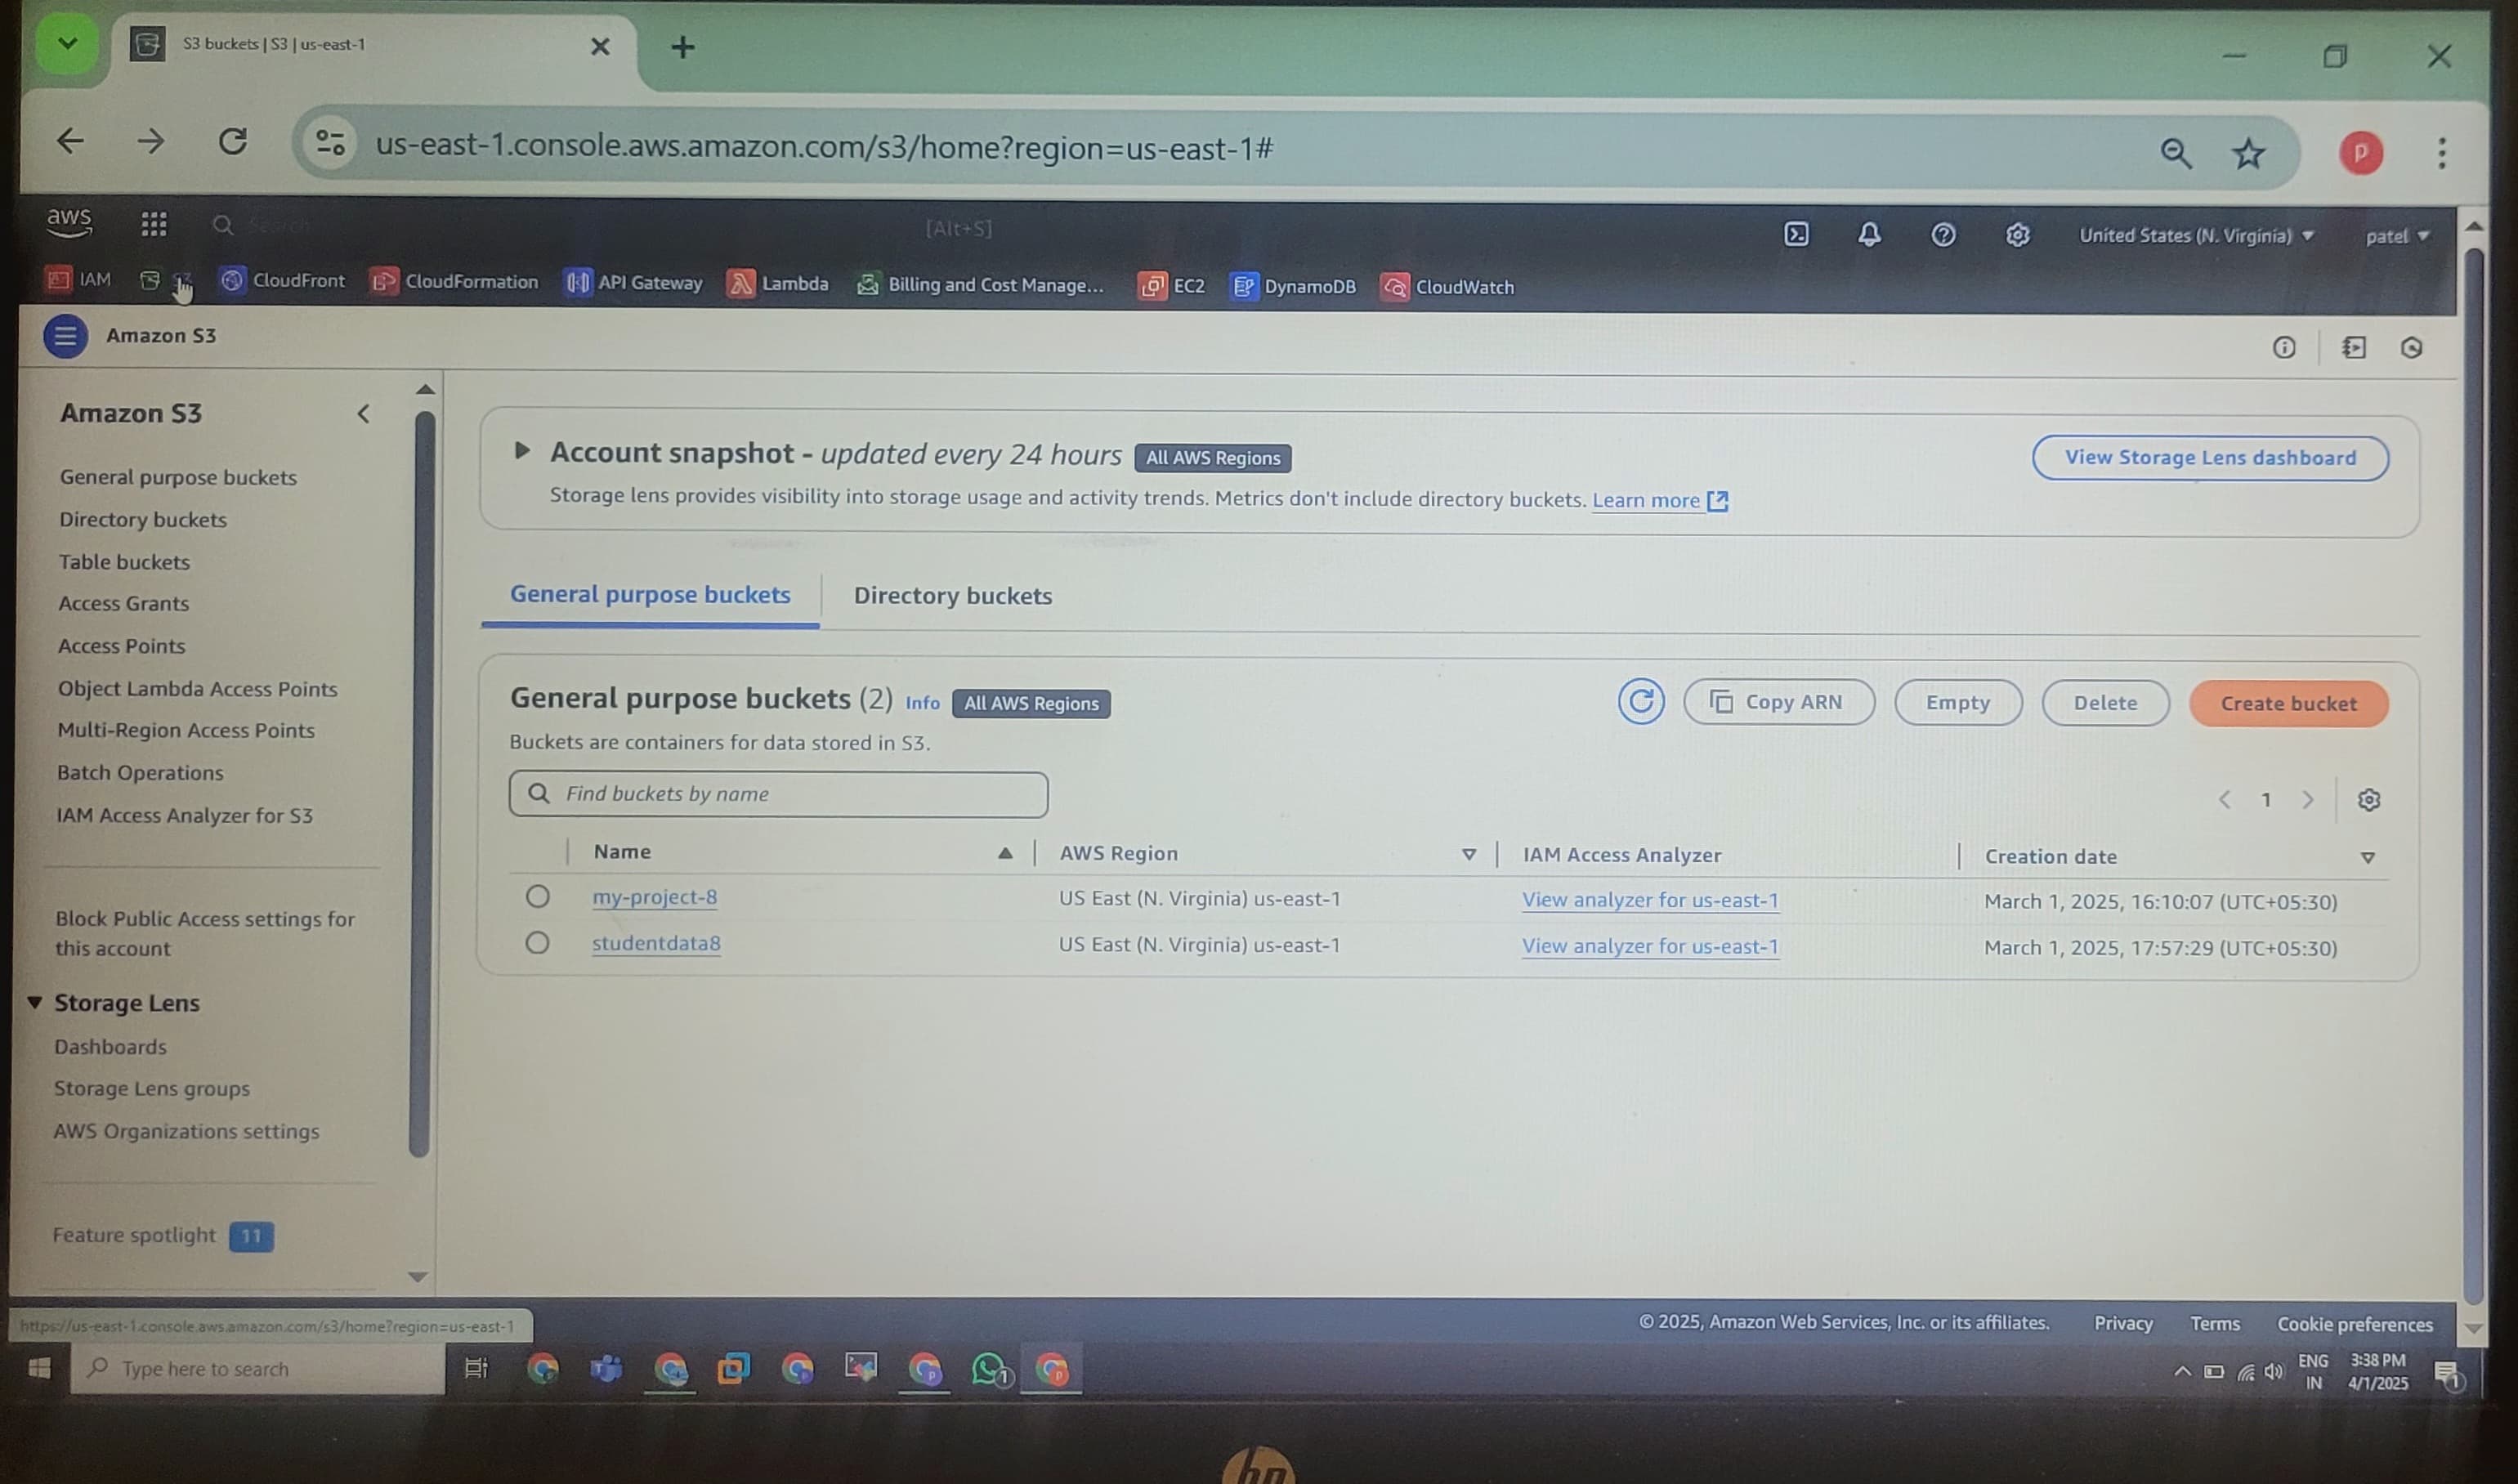 S3 buckets | S3 | us-east-1
us-east-1.console.aws.amazon.com/s3/home?region=us-east-1#
p
aws
Search
[Alt+S]
United States (N. Virginia)
patel
IAM
S3
CloudFront
CloudFormation
API Gateway
Lambda
Billing and Cost Manage...
EC2
DynamoDB
CloudWatch
Amazon S3
Amazon S3
General purpose buckets
Directory buckets
Table buckets
Access Grants
Access Points
Object Lambda Access Points
Multi-Region Access Points
Batch Operations
IAM Access Analyzer for S3
Block Public Access settings for
this account
Storage Lens
Dashboards
Storage Lens groups
AWS Organizations settings
Feature spotlight 11
Account snapshot - updated every 24 hours All AWS Regions
View Storage Lens dashboard
Storage lens provides visibility into storage usage and activity trends. Metrics don't include directory buckets. Learn more
General purpose buckets
Directory buckets
General purpose buckets (2) Info All AWS Regions
Copy ARN
Empty
Delete
Create bucket
Buckets are containers for data stored in S3.
Find buckets by name
1
Name AWS Region IAM Access Analyzer Creation date
my-project-8 US East (N. Virginia) us-east-1 View analyzer for us-east-1 March 1, 2025, 16:10:07 (UTC+05:30)
studentdata8 US East (N. Virginia) us-east-1 View analyzer for us-east-1 March 1, 2025, 17:57:29 (UTC+05:30)
https://us-east-1.console.aws.amazon.com/s3/home?region=us-east-1
© 2025, Amazon Web Services, Inc. or its affiliates.
Privacy
Terms
Cookie preferences
Type here to search
1
ENG
IN
3:38 PM
4/1/2025
1
hp